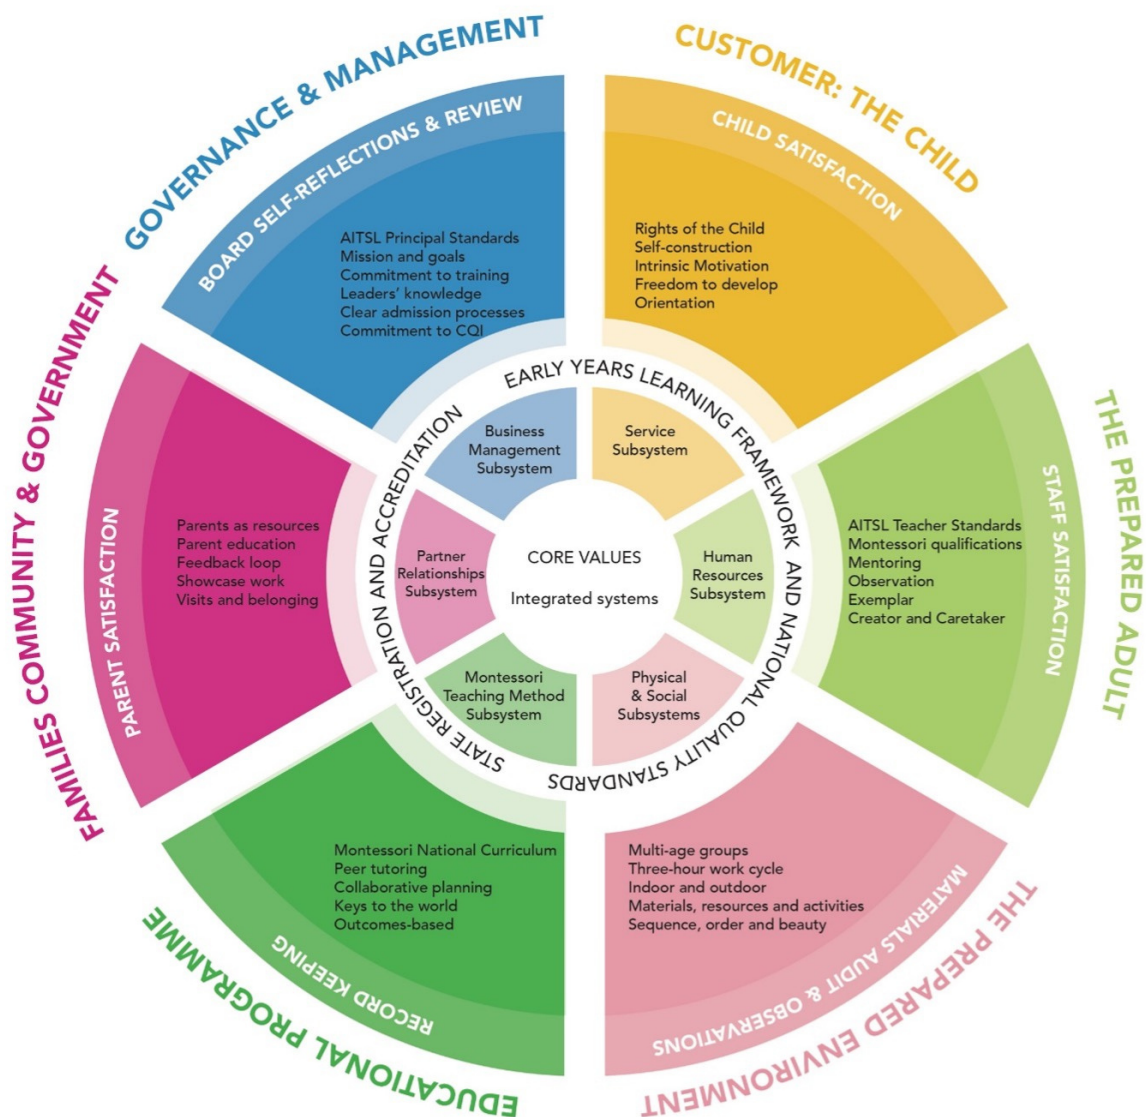 GOVERNANCE & MANAGEMENT
BOARD SELF-REFLECTIONS & REVIEW
AITSL Principal Standards
Mission and goals
Commitment to training
Leaders' knowledge
Clear admission processes
Commitment to CQI
CUSTOMER: THE CHILD
CHILD SATISFACTION
Rights of the Child
Self-construction
Intrinsic Motivation
Freedom to develop
Orientation
THE PREPARED ADULT
STAFF SATISFACTION
AITSL Teacher Standards
Montessori qualifications
Mentoring
Observation
Exemplar
Creator and Caretaker
THE PREPARED ENVIRONMENT
MATERIALS AUDIT & OBSERVATIONS
Multi-age groups
Three-hour work cycle
Indoor and outdoor
Materials, resources and activities
Sequence, order and beauty
EDUCATIONAL PROGRAMME
RECORD KEEPING
Montessori National Curriculum
Peer tutoring
Collaborative planning
Keys to the world
Outcomes-based
FAMILIES COMMUNITY & GOVERNMENT
PARENT SATISFACTION
Parents as resources
Parent education
Feedback loop
Showcase work
Visits and belonging
EARLY YEARS LEARNING FRAMEWORK AND NATIONAL QUALITY STANDARDS
STATE REGISTRATION AND ACCREDITATION
Business
Management
Subsystem
Service
Subsystem
Human
Resources
Subsystem
Physical
& Social
Subsystems
Montessori
Teaching Method
Subsystem
Partner
Relationships
Subsystem
CORE VALUES
Integrated systems